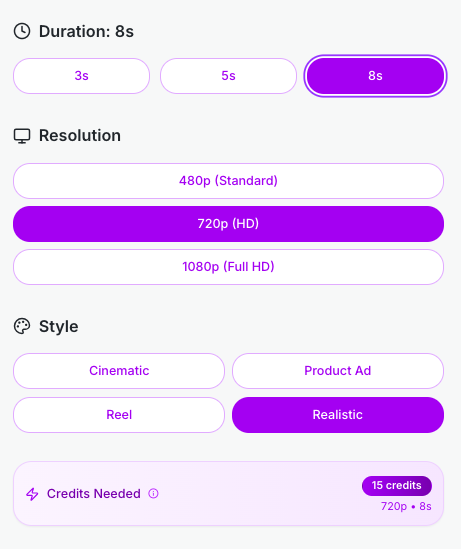 Duration: 8s
3s 5s 8s
Resolution
480p (Standard)
720p (HD)
1080p (Full HD)
Style
Cinematic Product Ad
Reel Realistic
Credits Needed 15 credits
720p • 8s